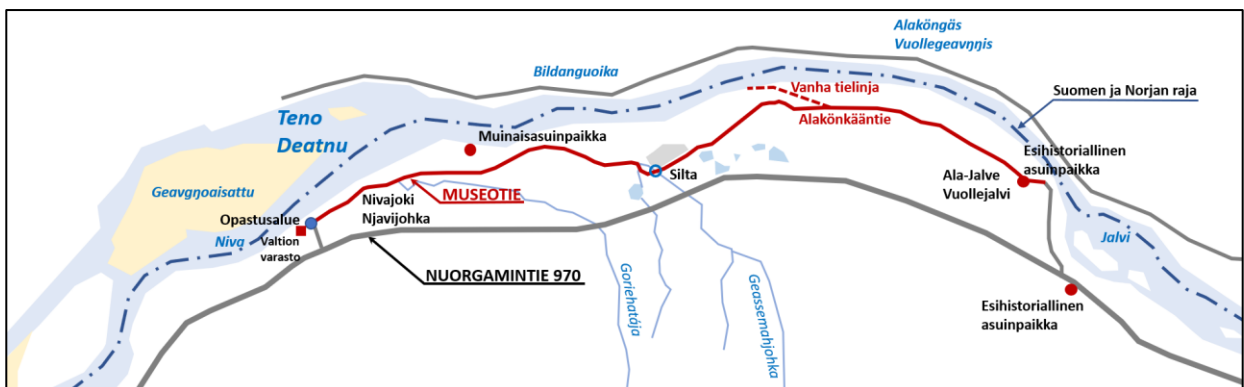 Alaköngäs
Vuollegeavŋŋis
Bildanguoika
Vanha tielinja
Suomen ja Norjan raja
Teno
Deatnu
Alakönkääntie
Muinaisasuinpaikka
Esihistoriallinen
asuinpaikka
Silta
Ala-Jalve
Vuollejalvi
Geavgŋoaisattu
MUSEOTIE
Nivajoki
Njavijohka
Opastusalue
Niva
Valtion
varasto
Jalvi
NUORGAMINTIE 970
Goriehatája
Geassemahjohka
Esihistoriallinen
asuinpaikka